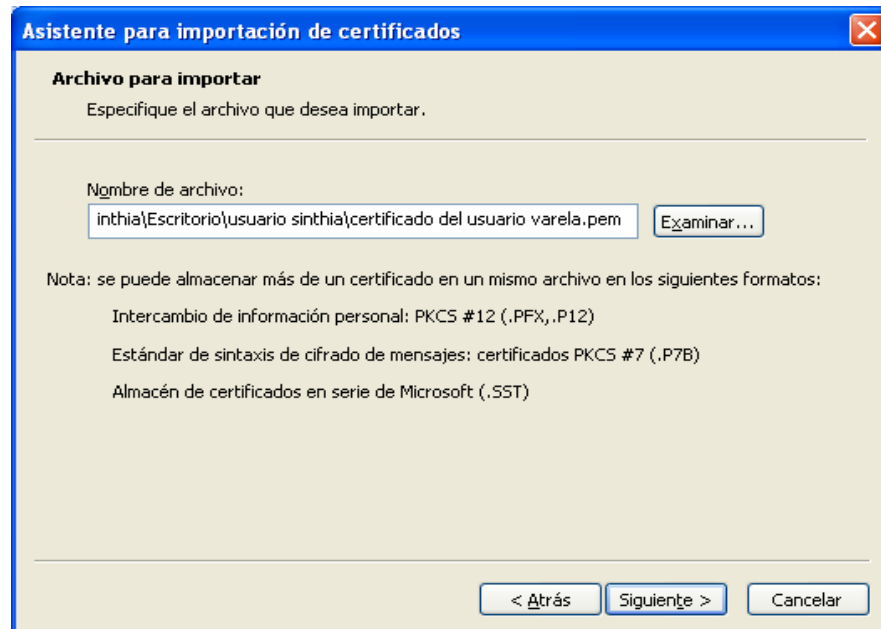 Asistente para importación de certificados
Archivo para importar
Especifique el archivo que desea importar.
Nombre de archivo:
inthia\Escritorio\usuario sinthia\certificado del usuario varela.pem
Examinar...
Nota: se puede almacenar más de un certificado en un mismo archivo en los siguientes formatos:
Intercambio de información personal: PKCS #12 (.PFX,.P12)
Estándar de sintaxis de cifrado de mensajes: certificados PKCS #7 (.P7B)
Almacén de certificados en serie de Microsoft (.SST)
< Atrás
Siguiente >
Cancelar